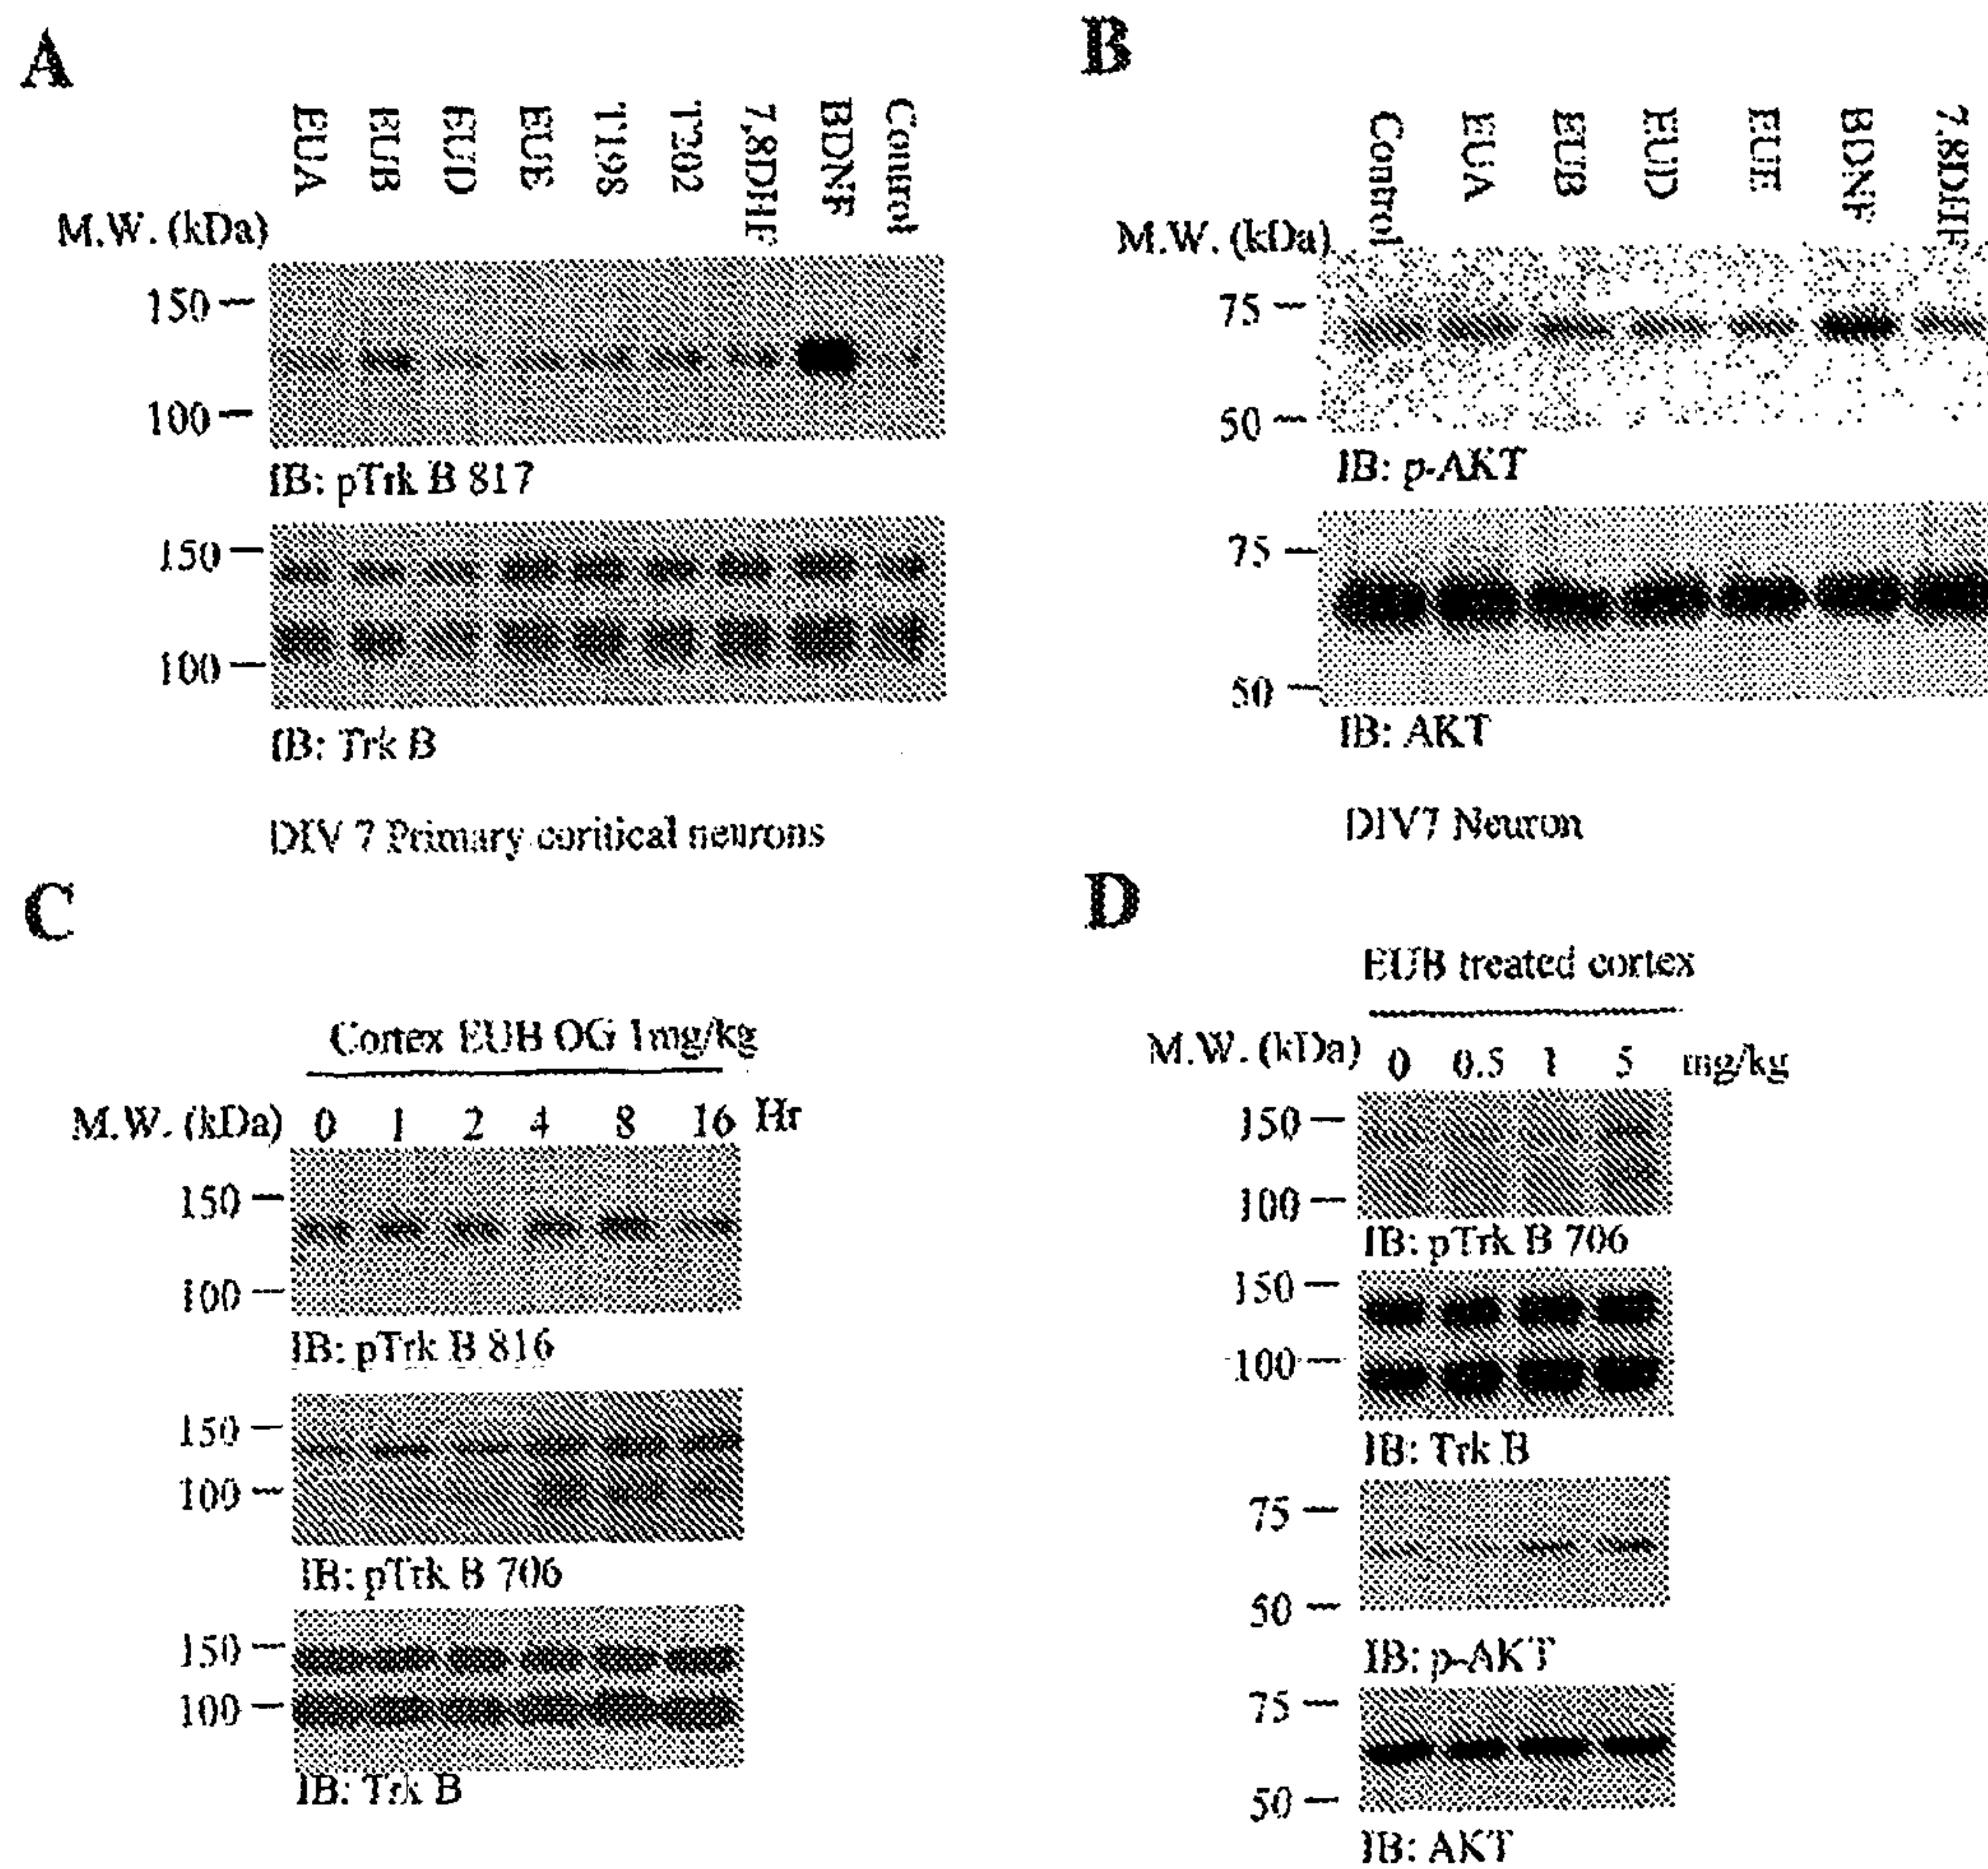 A
EUA EUB EUD EUE T198 T202 7,8DHF BDNF Control
M.W. (kDa)
150
100
IB: pTrk B 817
150
100
IB: Trk B
DIV 7 Primary coritical neurons
B
Control EUA EUB EUD EUE BDNF 7,8DHF
M.W. (kDa)
75
50
IB: p-AKT
75
50
IB: AKT
DIV7 Neuron
C
Cortex EUB OG 1mg/kg
M.W. (kDa) 0 1 2 4 8 16 Hr
150
100
IB: pTrk B 816
150
100
IB: pTrk B 706
150
100
IB: Trk B
D
EUB treated cortex
M.W. (kDa) 0 0.5 1 5 mg/kg
150
100
IB: pTrk B 706
150
100
IB: Trk B
75
50
IB: p-AKT
75
50
IB: AKT